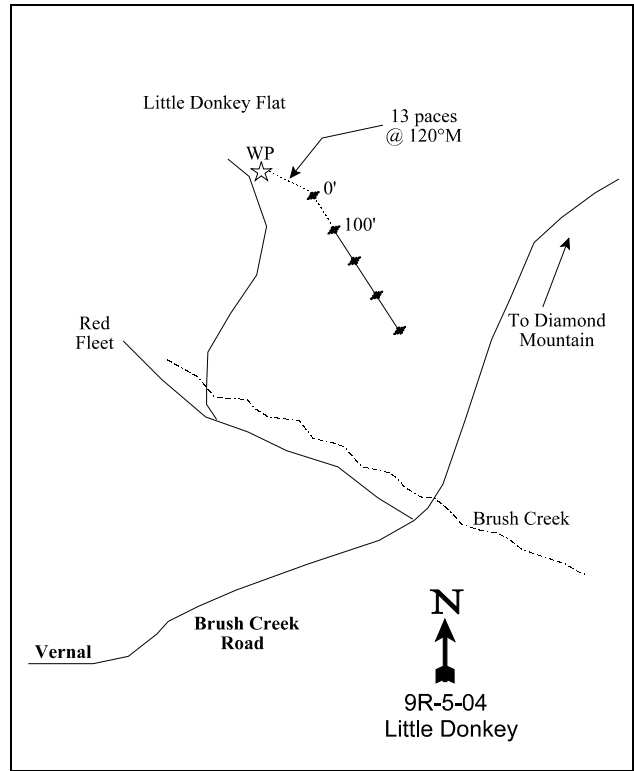 Little Donkey Flat
13 paces
@ 120°M
WP
0'
100'
Red
Fleet
To Diamond
Mountain
Brush Creek
N
Brush Creek
Road
Vernal
9R-5-04
Little Donkey